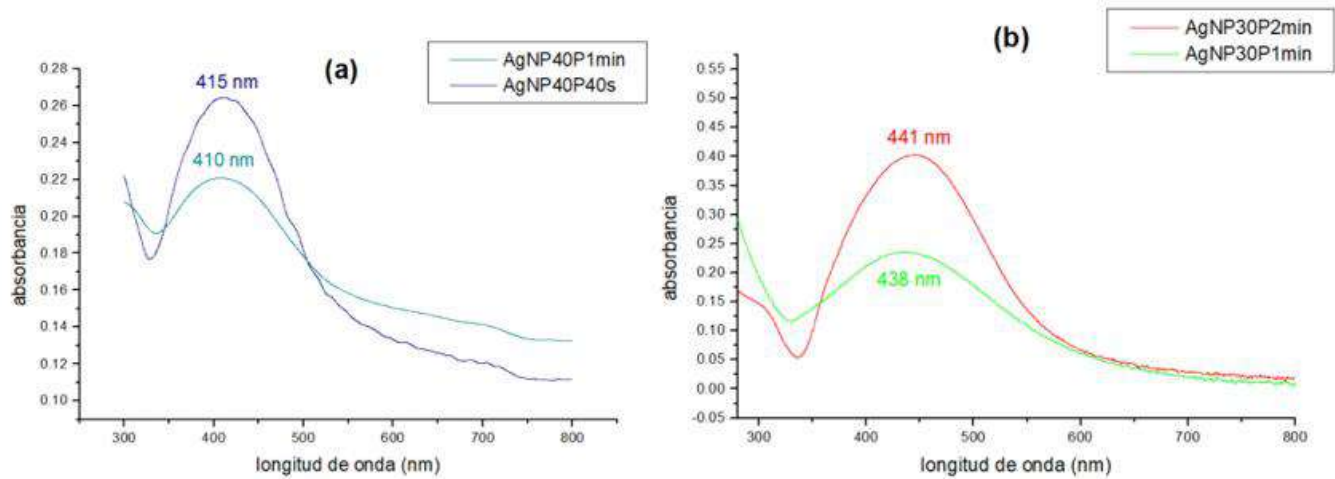 (a)
AgNP40P1min
AgNP40P40s
415 nm
410 nm
0.28
0.26
0.24
0.22
0.20
0.18
0.16
0.14
0.12
0.10
absorbancia
300
400
500
600
700
800
longitud de onda (nm)
(b)
AgNP30P2min
AgNP30P1min
441 nm
438 nm
0.55
0.50
0.45
0.40
0.35
0.30
0.25
0.20
0.15
0.10
0.05
0.00
-0.05
absorbancia
300
400
500
600
700
800
longitud de onda (nm)